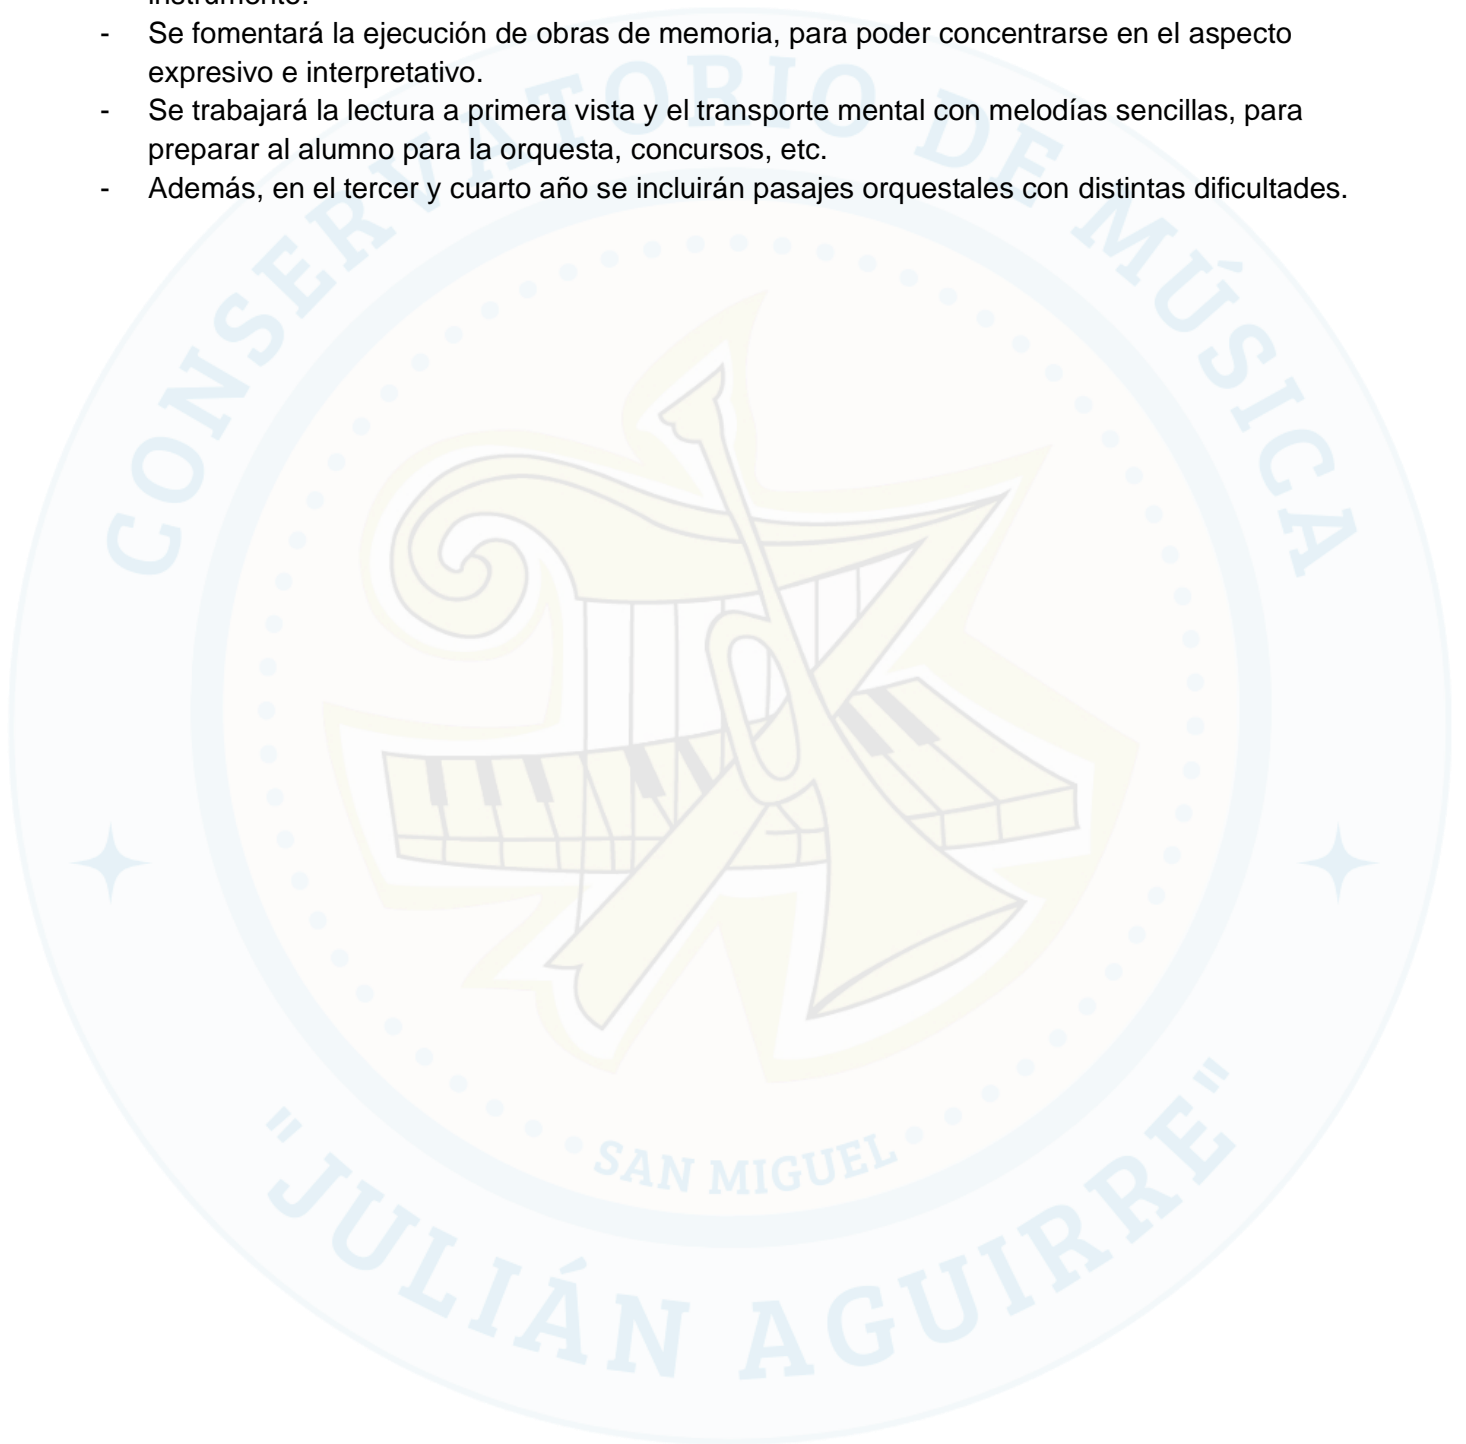 instrumento.
- Se fomentará la ejecución de obras de memoria, para poder concentrarse en el aspecto
expresivo e interpretativo.
- Se trabajará la lectura a primera vista y el transporte mental con melodías sencillas, para
preparar al alumno para la orquesta, concursos, etc.
- Además, en el tercer y cuarto año se incluirán pasajes orquestales con distintas dificultades.
CONSERVATORIO DE MÚSICA
SAN MIGUEL
"JULIÁN AGUIRRE"